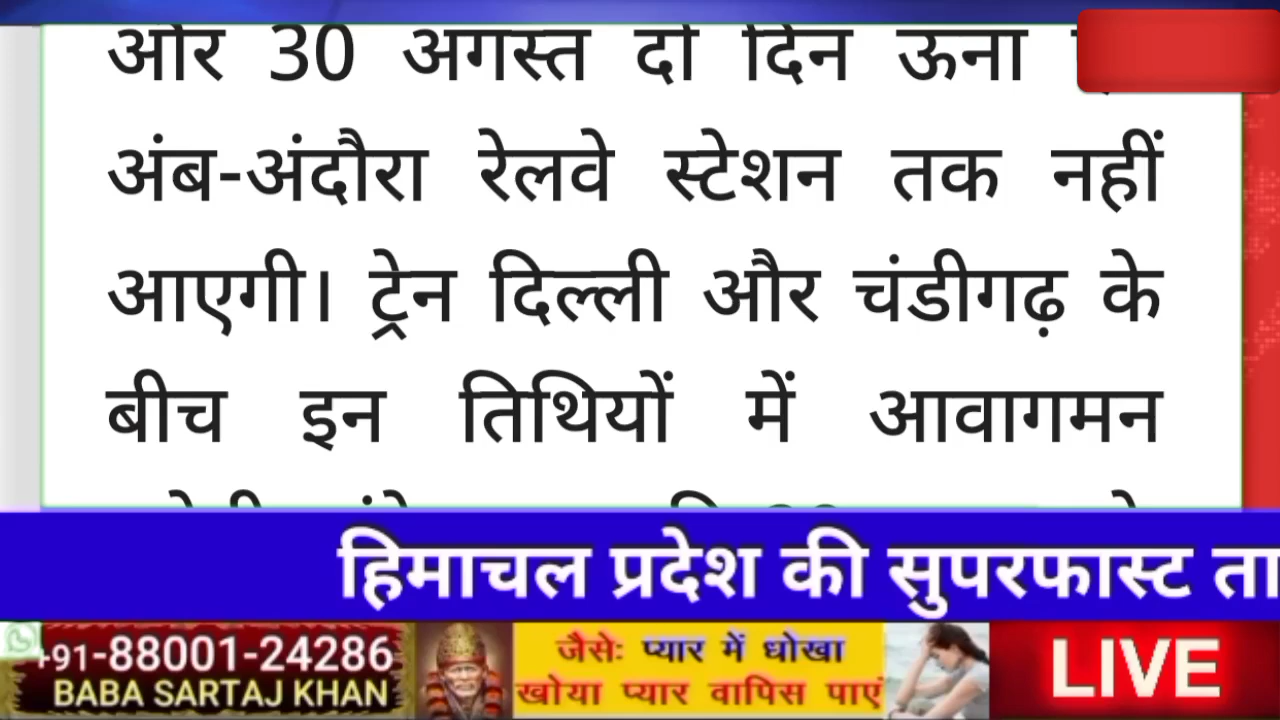 और 30 अगस्त दो दिन ऊना
अंब-अंदौरा रेलवे स्टेशन तक नहीं
आएगी। ट्रेन दिल्ली और चंडीगढ़ के
बीच इन तिथियों में आवागमन
हिमाचल प्रदेश की सुपरफास्ट ता
+91-88001-24286
BABA SARTAJ KHAN
जैसेः प्यार में धोखा
खोया प्यार वापिस पाएं
LIVE